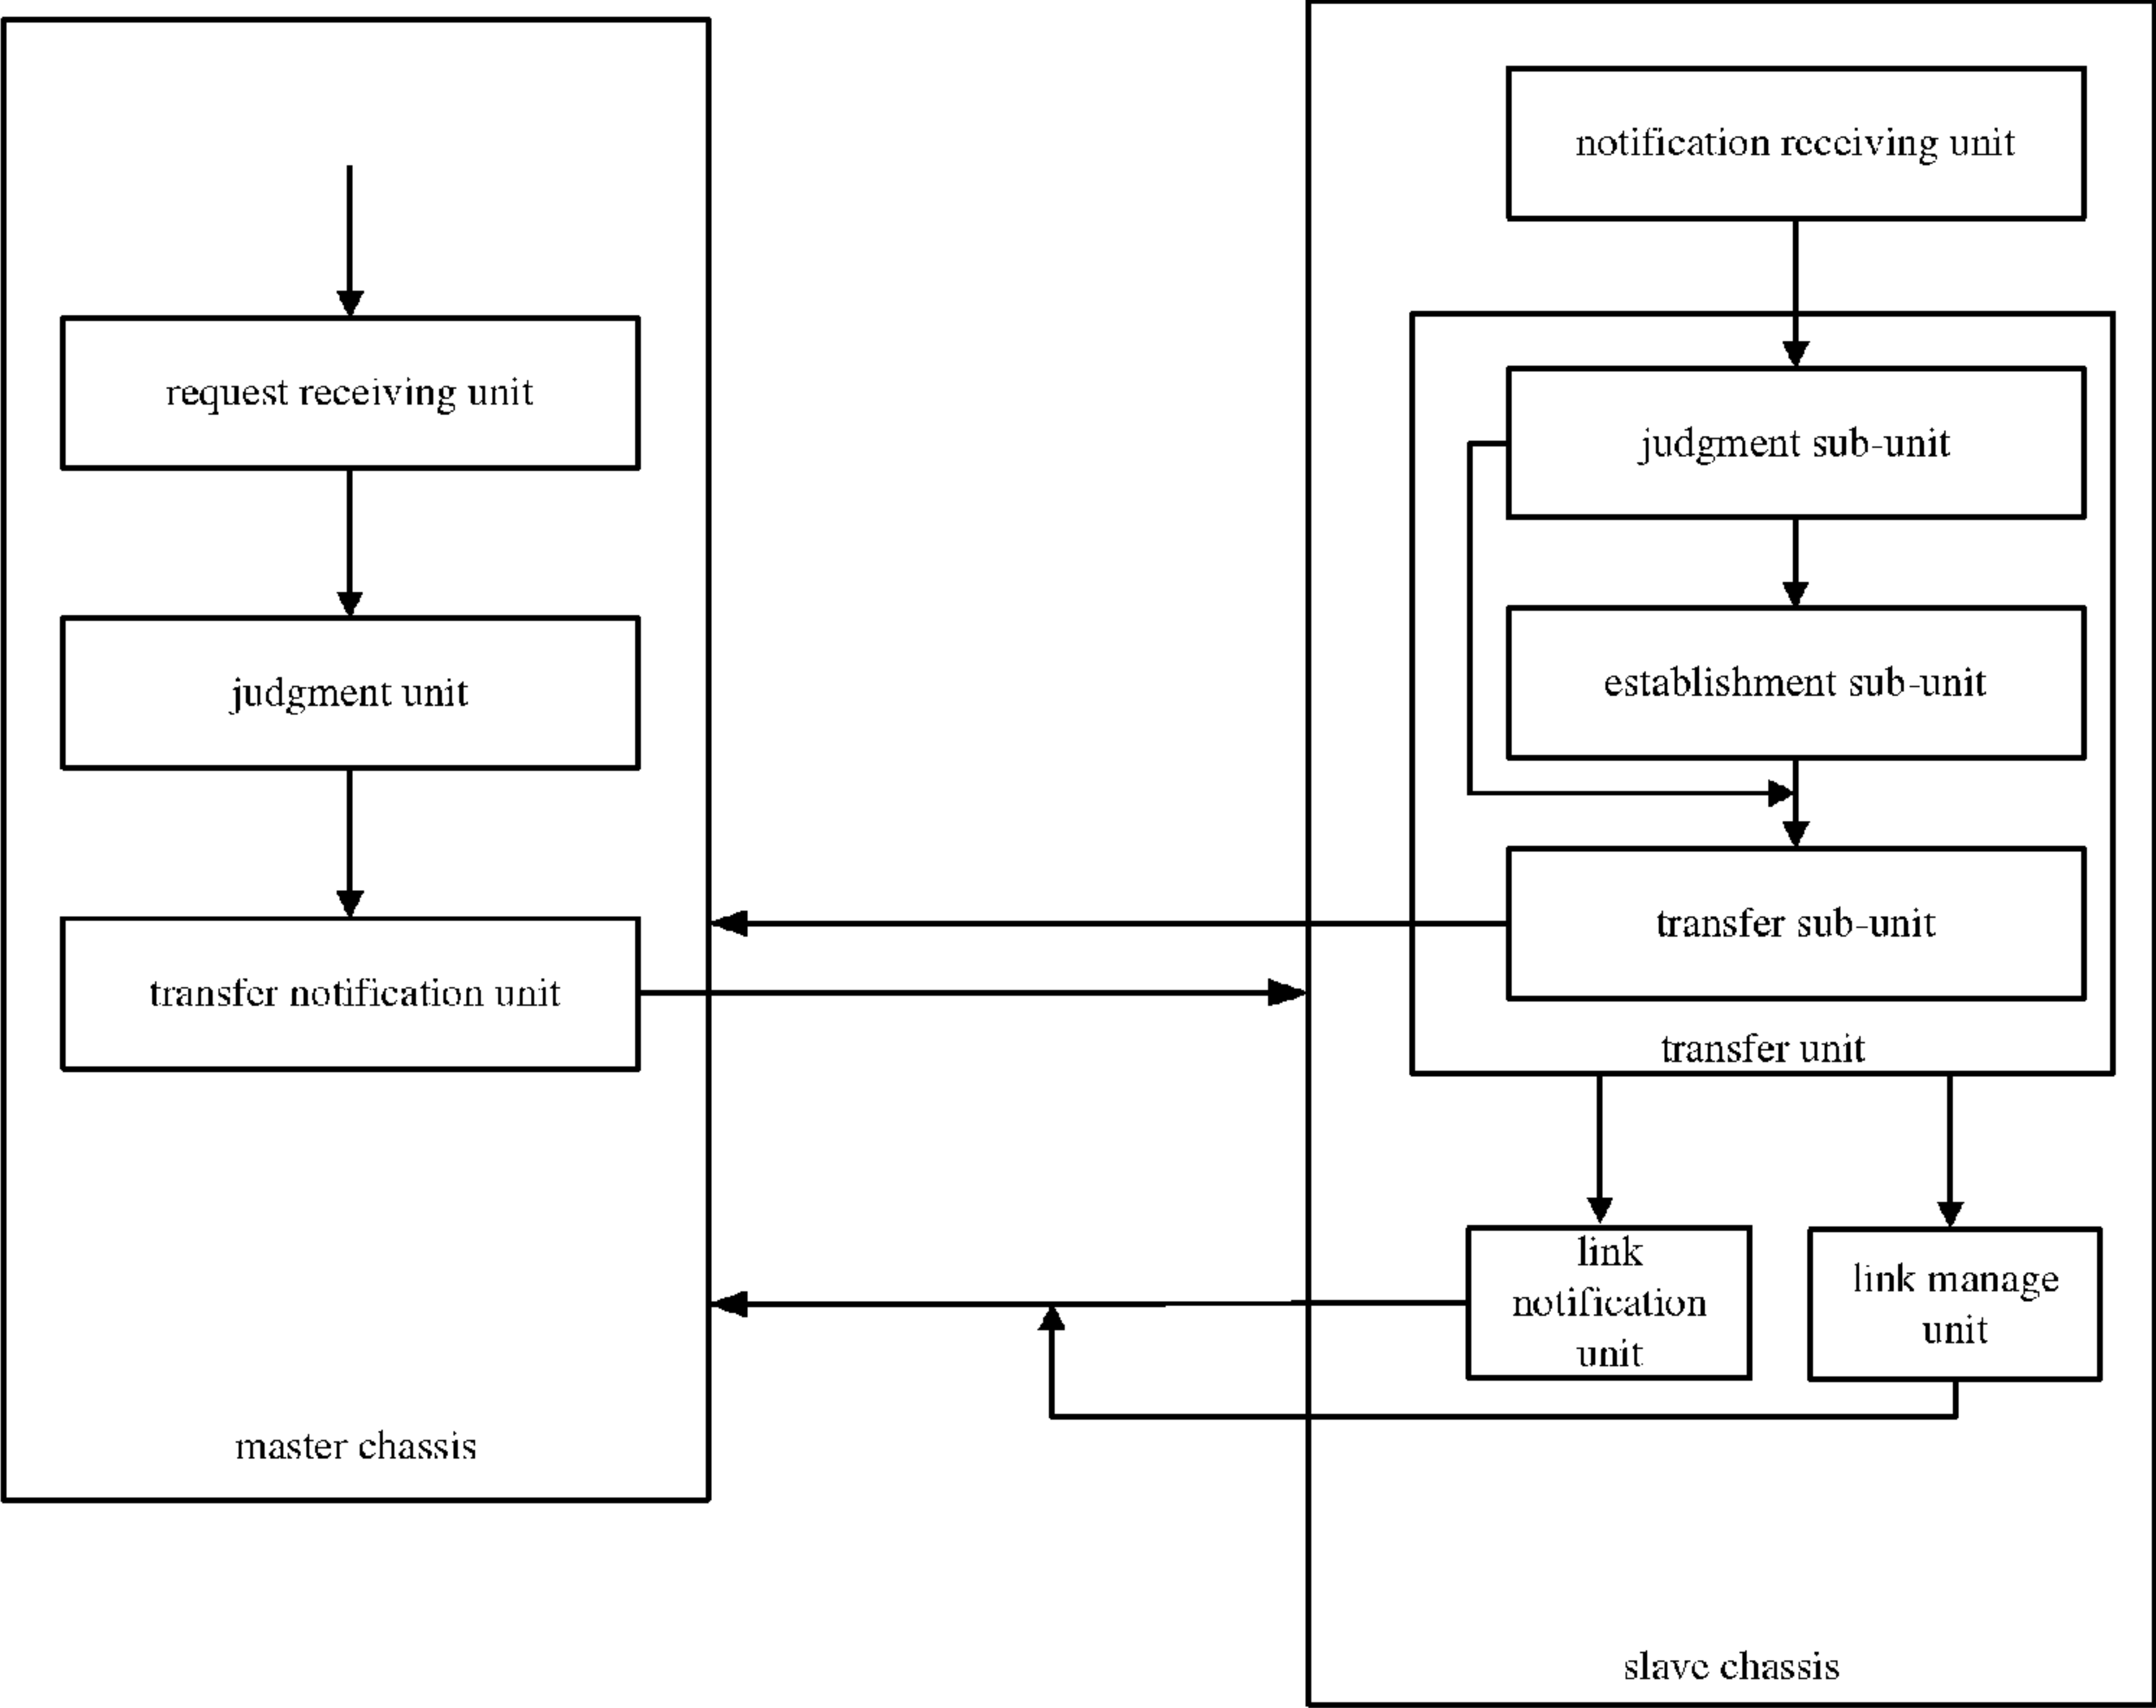 request receiving unit
judgment unit
transfer notification unit
master chassis
notification receiving unit
judgment sub-unit
establishment sub-unit
transfer sub-unit
transfer unit
link
notification
unit
link manage
unit
slave chassis